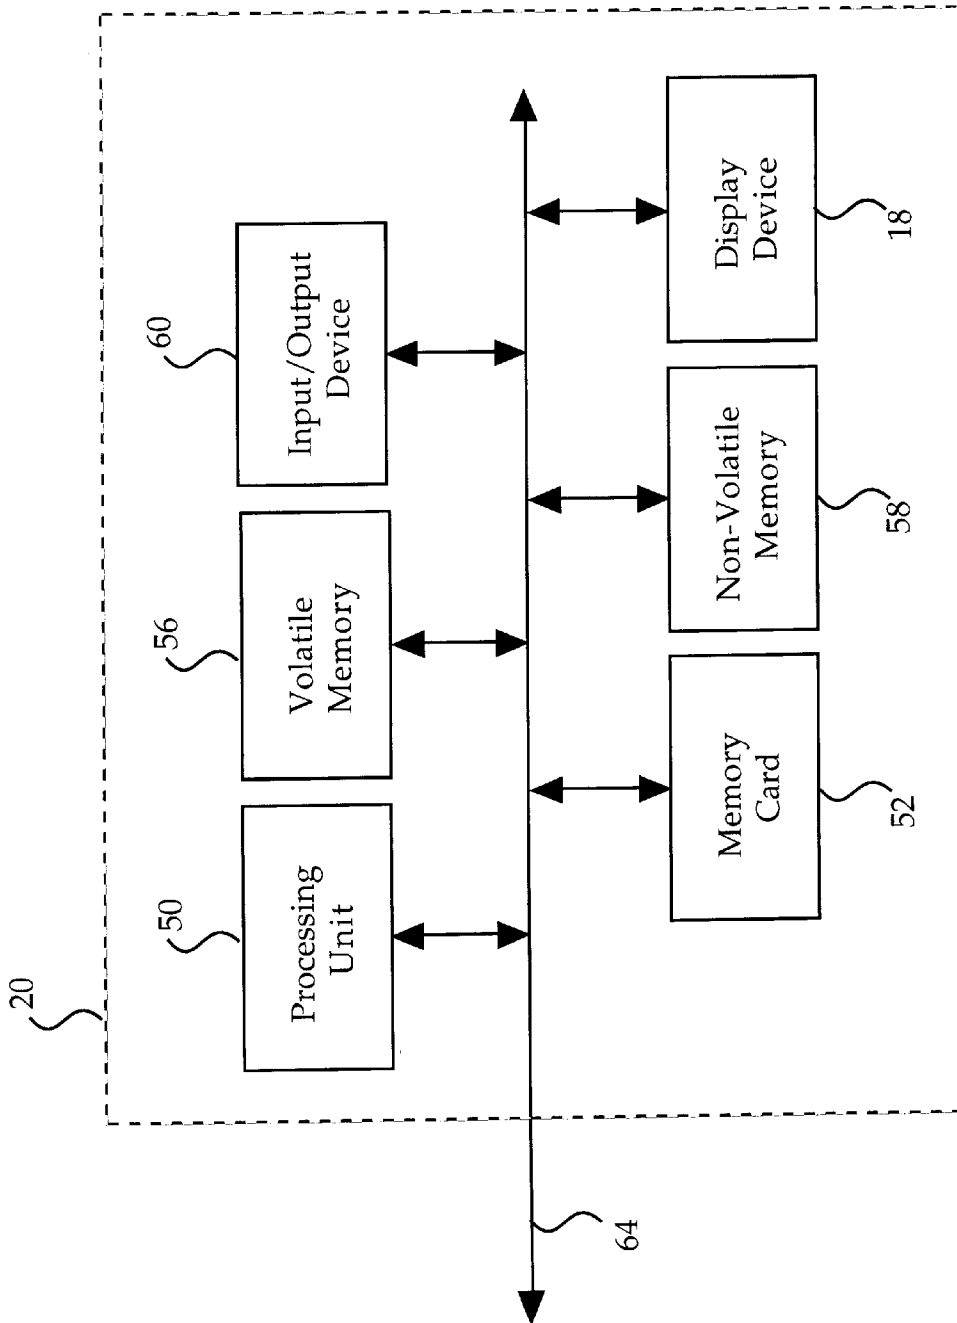 20
50
Processing
Unit
56
Volatile
Memory
60
Input/Output
Device
64
Memory
Card
52
Non-Volatile
Memory
58
Display
Device
18